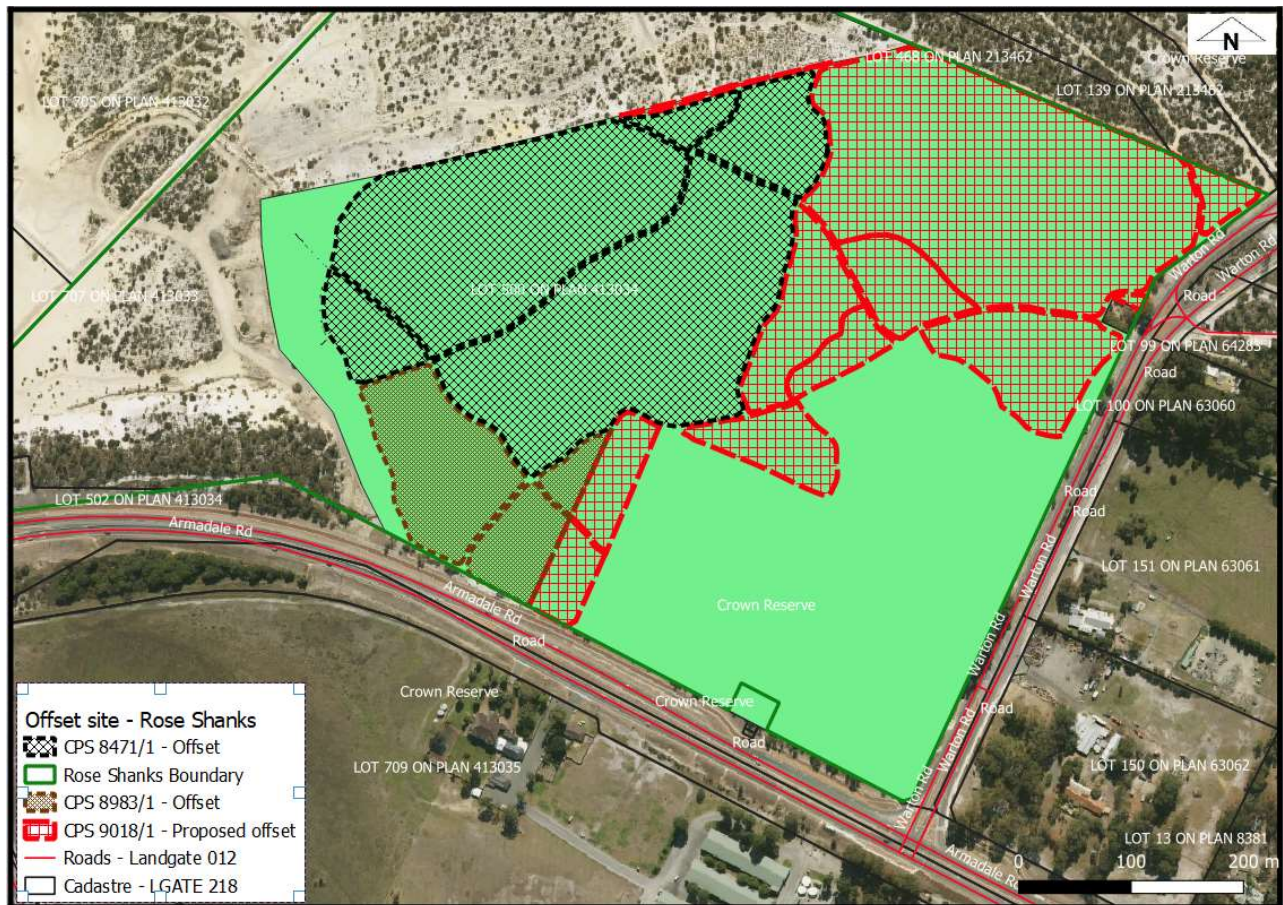 N
LOT 468 ON PLAN 213462
Crown Reserve
LOT 705 ON PLAN 413032
LOT 139 ON PLAN 213462
Warton Rd
Warton Rd
Road
LOT 707 ON PLAN 413033
LOT 500 ON PLAN 413034
LOT 99 ON PLAN 64283
Road
LOT 100 ON PLAN 63060
LOT 502 ON PLAN 413034
Armadale Rd
Road
Road
LOT 151 ON PLAN 63061
Warton Rd
Armadale Rd
Road
Crown Reserve
Warton Rd
Crown Reserve
Crown Reserve
Road
Road
Warton Rd
Warton Rd
LOT 709 ON PLAN 413035
LOT 150 ON PLAN 63062
LOT 13 ON PLAN 8381
Armadale Rd
0 100 200 m
Offset site - Rose Shanks
CPS 8471/1 - Offset
Rose Shanks Boundary
CPS 8983/1 - Offset
CPS 9018/1 - Proposed offset
Roads - Landgate 012
Cadastre - LGATE 218